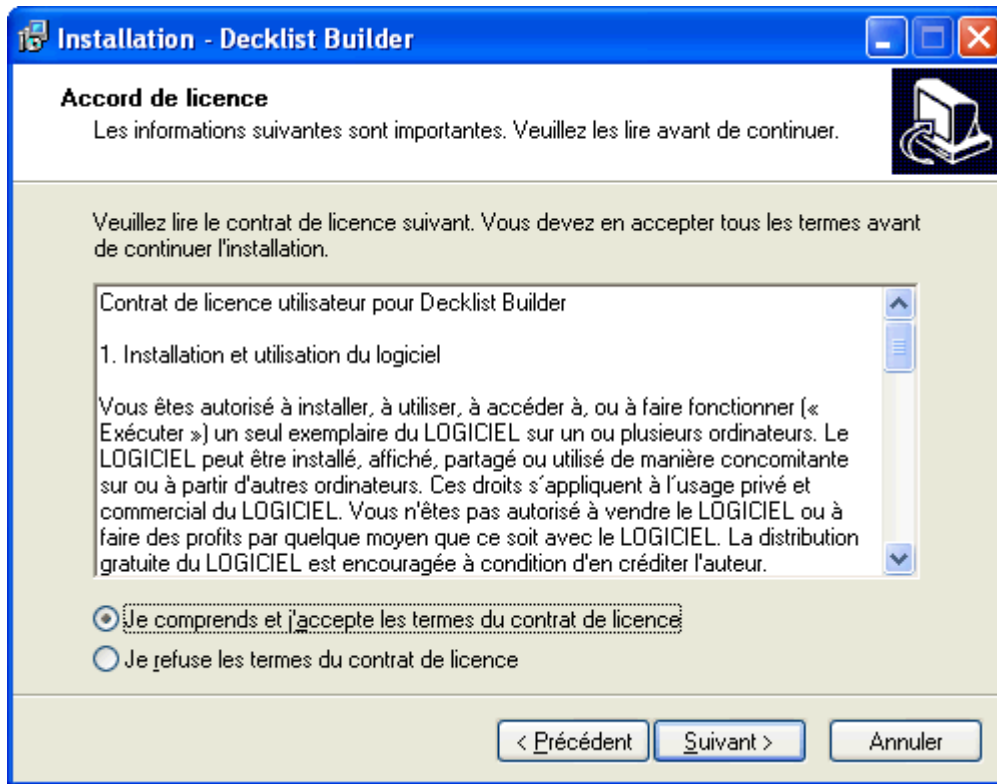 Installation - Decklist Builder
Accord de licence
Les informations suivantes sont importantes. Veuillez les lire avant de continuer.
Veuillez lire le contrat de licence suivant. Vous devez en accepter tous les termes avant
de continuer l'installation.
Contrat de licence utilisateur pour Decklist Builder
1. Installation et utilisation du logiciel
Vous êtes autorisé à installer, à utiliser, à accéder à, ou à faire fonctionner («
Exécuter ») un seul exemplaire du LOGICIEL sur un ou plusieurs ordinateurs. Le
LOGICIEL peut être installé, affiché, partagé ou utilisé de manière concomitante
sur ou à partir d'autres ordinateurs. Ces droits s´appliquent à l´usage privé et
commercial du LOGICIEL. Vous n'êtes pas autorisé à vendre le LOGICIEL ou à
faire des profits par quelque moyen que ce soit avec le LOGICIEL. La distribution
gratuite du LOGICIEL est encouragée à condition d'en créditer l'auteur.
Je comprends et j'accepte les termes du contrat de licence
Je refuse les termes du contrat de licence
< Précédent
Suivant >
Annuler